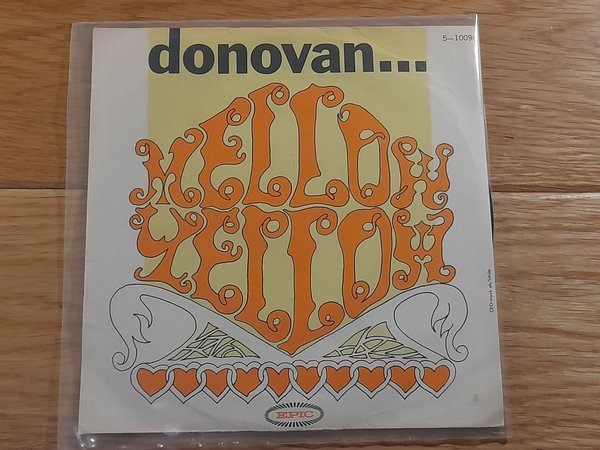 donovan...
5-1009
MELLOW
YELLOW
EPIC